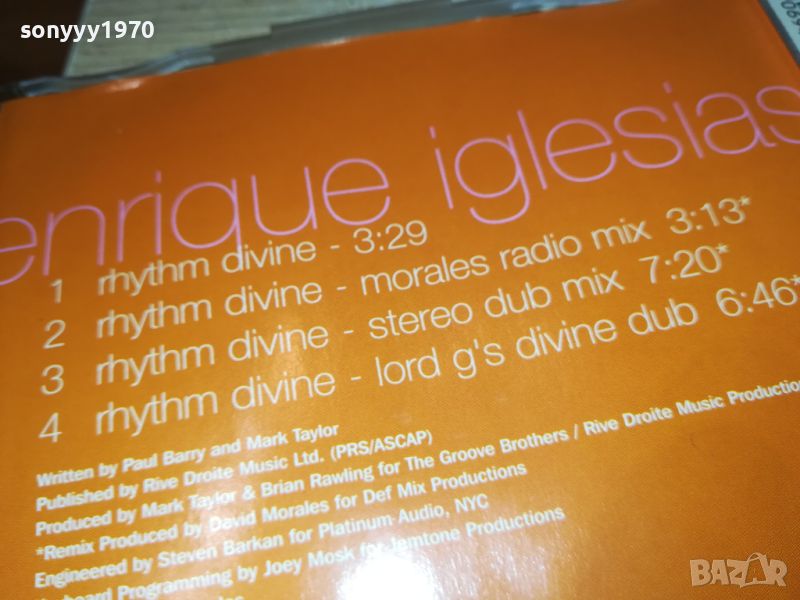 sonyyy1970
enrique iglesias
1 rhythm divine - 3:29
2 rhythm divine - morales radio mix 3:13*
3 rhythm divine - stereo dub mix 7:20*
4 rhythm divine - lord g's divine dub 6:46*
Written by Paul Barry and Mark Taylor
Published by Rive Droite Music Ltd. (PRS/ASCAP)
Produced by Mark Taylor & Brian Rawling for The Groove Brothers / Rive Droite Music Production
*Remix Produced by David Morales for Def Mix Productions
Engineered by Steven Barkan for Platinum Audio, NYC
Programming by Joey Mosk for Jemtone Productions
BAZAR